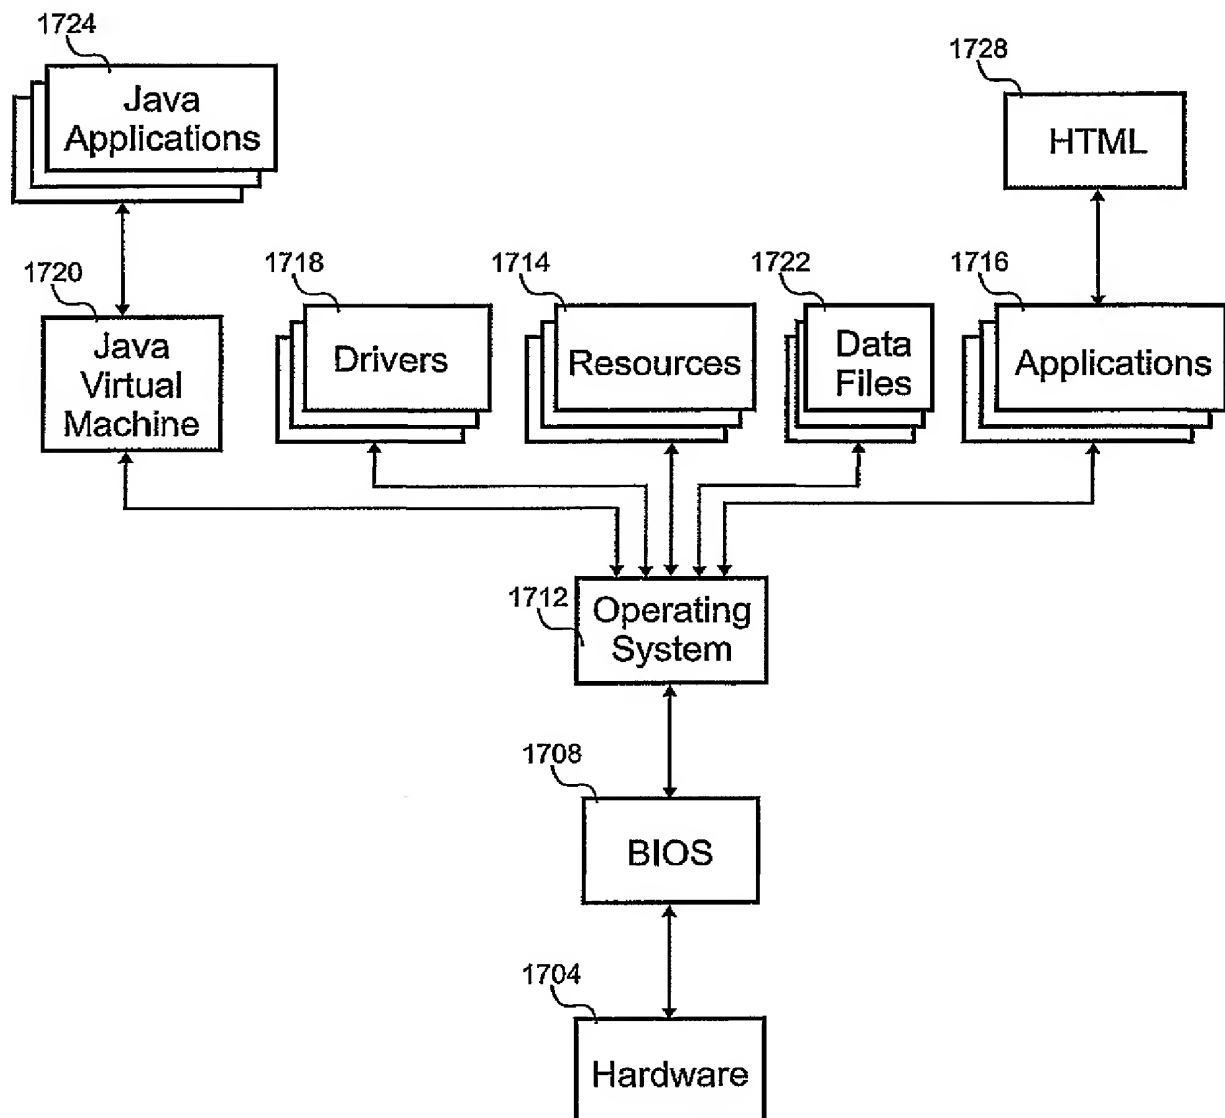 1724
Java
Applications
1728
HTML
1720
Java
Virtual
Machine
1718
Drivers
1714
Resources
1722
Data
Files
1716
Applications
1712
Operating
System
1708
BIOS
1704
Hardware